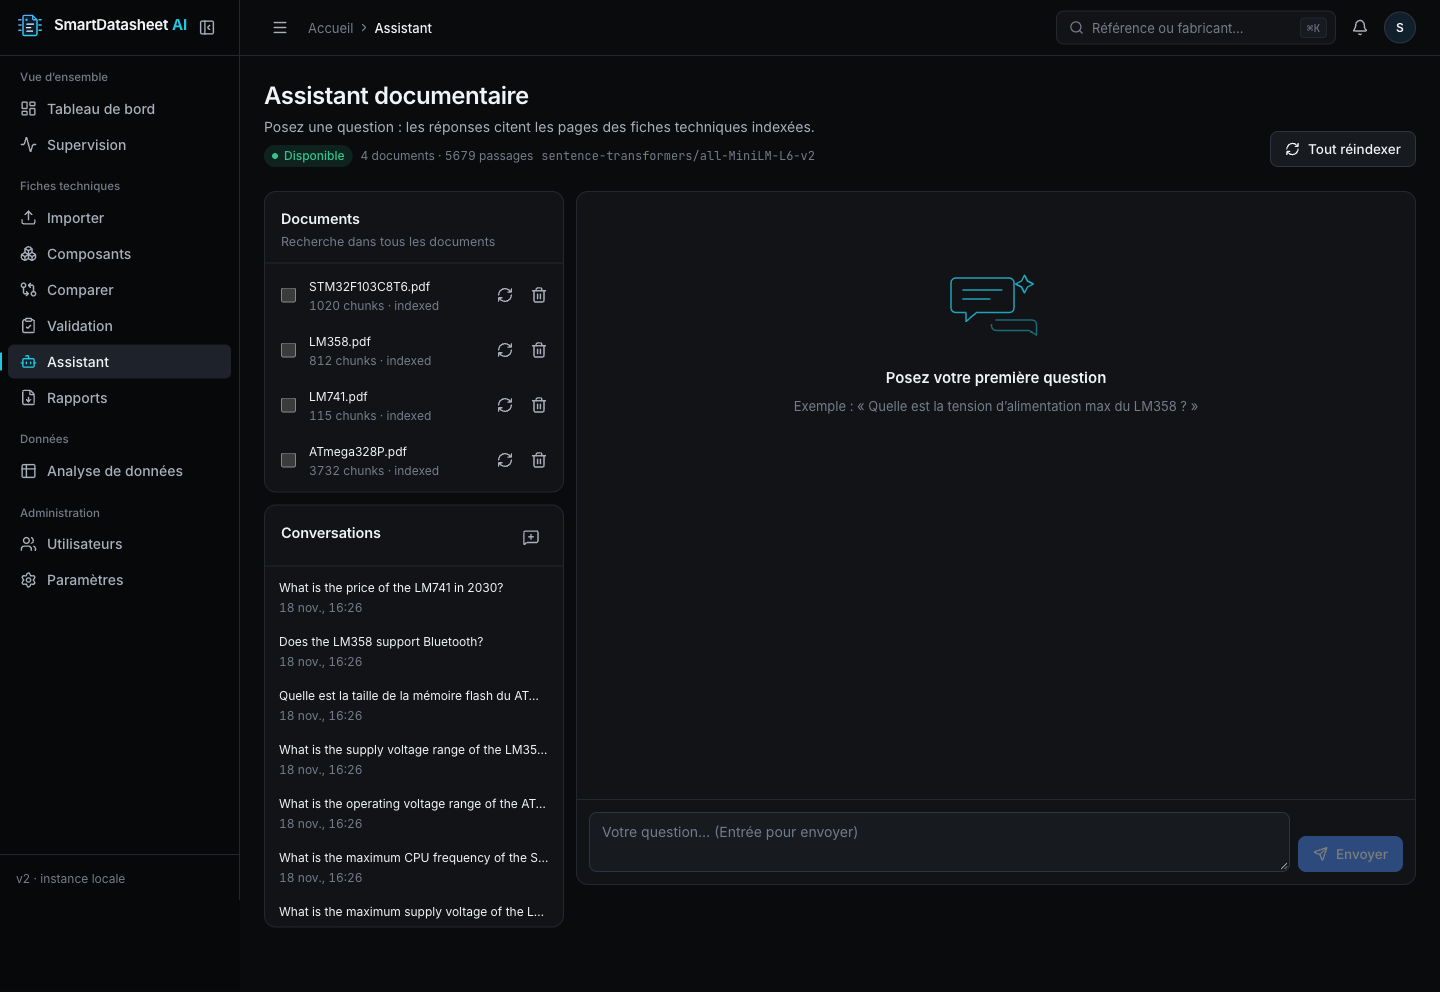 SmartDatasheet AI
Vue d'ensemble
Tableau de bord
Supervision
Fiches techniques
Importer
Composants
Comparer
Validation
Assistant
Rapports
Données
Analyse de données
Administration
Utilisateurs
Paramètres
v2 · instance locale
Accueil > Assistant
Référence ou fabricant... ⌘K
S
Assistant documentaire
Posez une question : les réponses citent les pages des fiches techniques indexées.
Disponible 4 documents · 5679 passages sentence-transformers/all-MiniLM-L6-v2
Tout réindexer
Documents
Recherche dans tous les documents
STM32F103C8T6.pdf
1020 chunks · indexed
LM358.pdf
812 chunks · indexed
LM741.pdf
115 chunks · indexed
ATmega328P.pdf
3732 chunks · indexed
Conversations
What is the price of the LM741 in 2030?
18 nov., 16:26
Does the LM358 support Bluetooth?
18 nov., 16:26
Quelle est la taille de la mémoire flash du AT...
18 nov., 16:26
What is the supply voltage range of the LM35...
18 nov., 16:26
What is the operating voltage range of the AT...
18 nov., 16:26
What is the maximum CPU frequency of the S...
18 nov., 16:26
What is the maximum supply voltage of the L...
Posez votre première question
Exemple : « Quelle est la tension d'alimentation max du LM358 ? »
Votre question... (Entrée pour envoyer)
Envoyer